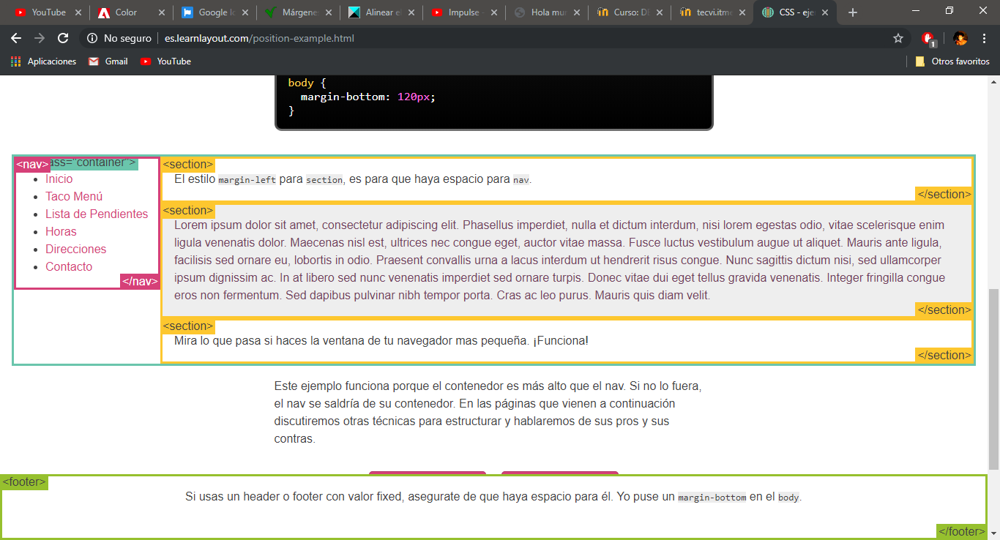 YouTube
Color
Google Ic
Márgene
Alinear el
Impulse -
Hola mun
Curso: DI
tecvi.itme
CSS - ejer
No seguro
es.learnlayout.com/position-example.html
1
Aplicaciones
Gmail
YouTube
Otros favoritos
body {
margin-bottom: 120px;
}
<nav>
ass="container">
Inicio
Taco Menú
Lista de Pendientes
Horas
Direcciones
Contacto
</nav>
<section>
El estilo margin-left para section, es para que haya espacio para nav.
</section>
<section>
Lorem ipsum dolor sit amet, consectetur adipiscing elit. Phasellus imperdiet, nulla et dictum interdum, nisi lorem egestas odio, vitae scelerisque enim
ligula venenatis dolor. Maecenas nisl est, ultrices nec congue eget, auctor vitae massa. Fusce luctus vestibulum augue ut aliquet. Mauris ante ligula,
facilisis sed ornare eu, lobortis in odio. Praesent convallis urna a lacus interdum ut hendrerit risus congue. Nunc sagittis dictum nisi, sed ullamcorper
ipsum dignissim ac. In at libero sed nunc venenatis imperdiet sed ornare turpis. Donec vitae dui eget tellus gravida venenatis. Integer fringilla congue
eros non fermentum. Sed dapibus pulvinar nibh tempor porta. Cras ac leo purus. Mauris quis diam velit.
</section>
<section>
Mira lo que pasa si haces la ventana de tu navegador mas pequeña. ¡Funciona!
</section>
Este ejemplo funciona porque el contenedor es más alto que el nav. Si no lo fuera,
el nav se saldría de su contenedor. En las páginas que vienen a continuación
discutiremos otras técnicas para estructurar y hablaremos de sus pros y sus
contras.
<footer>
Si usas un header o footer con valor fixed, asegurate de que haya espacio para él. Yo puse un margin-bottom en el body.
</footer>